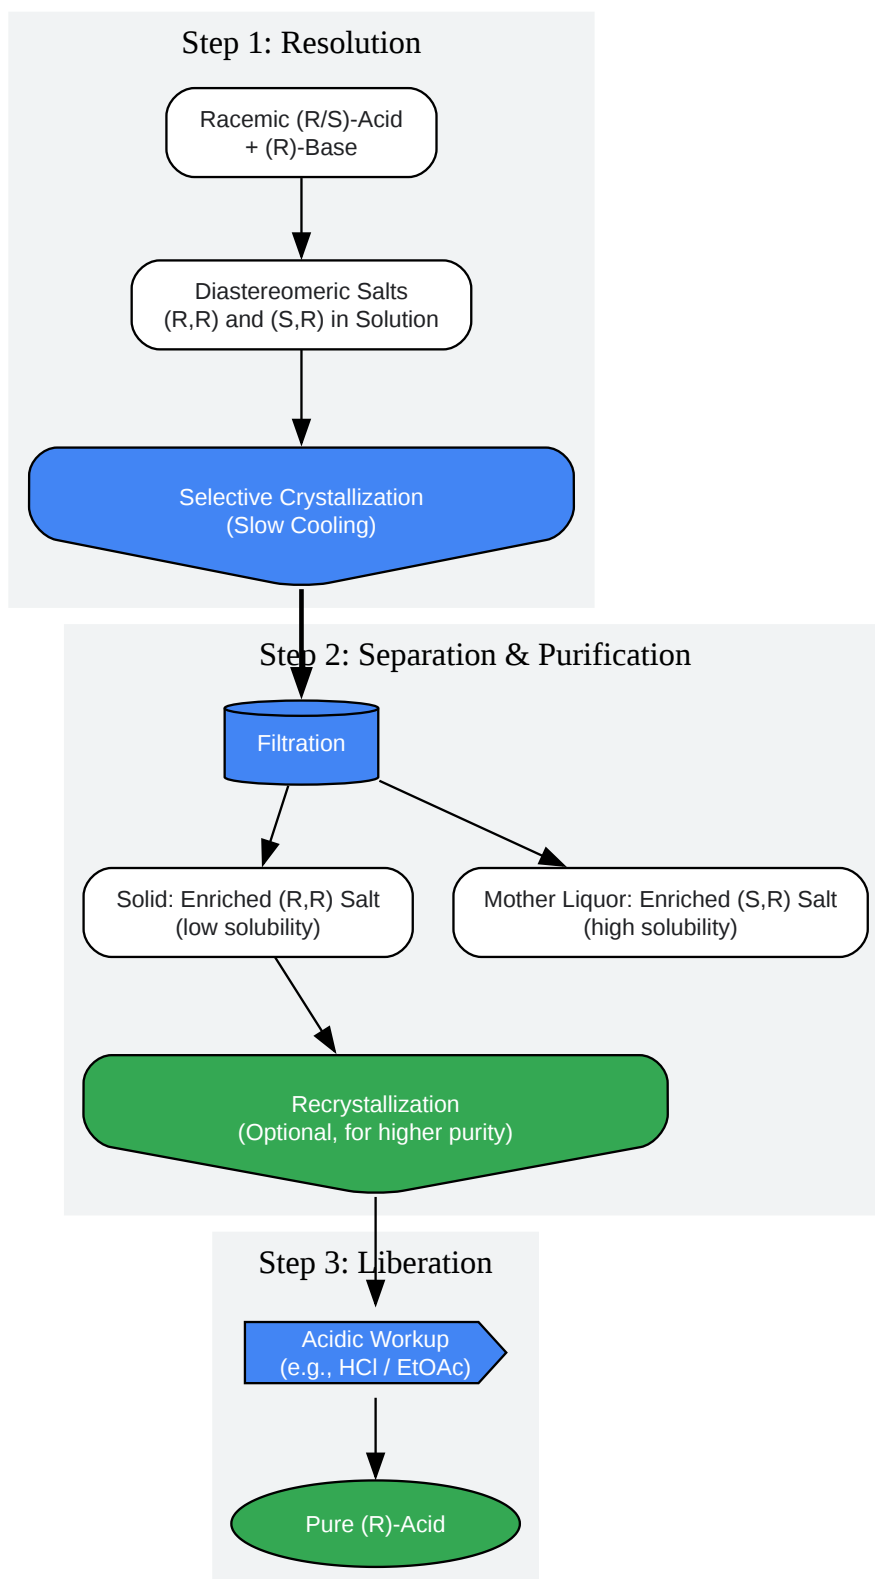 Step 1: Resolution
Racemic (R/S)-Acid
+ (R)-Base
Diastereomeric Salts
(R,R) and (S,R) in Solution
Selective Crystallization
(Slow Cooling)
Step 2: Separation & Purification
Filtration
Solid: Enriched (R,R) Salt
(low solubility)
Mother Liquor: Enriched (S,R) Salt
(high solubility)
Recrystallization
(Optional, for higher purity)
Step 3: Liberation
Acidic Workup
(e.g., HCl / EtOAc)
Pure (R)-Acid